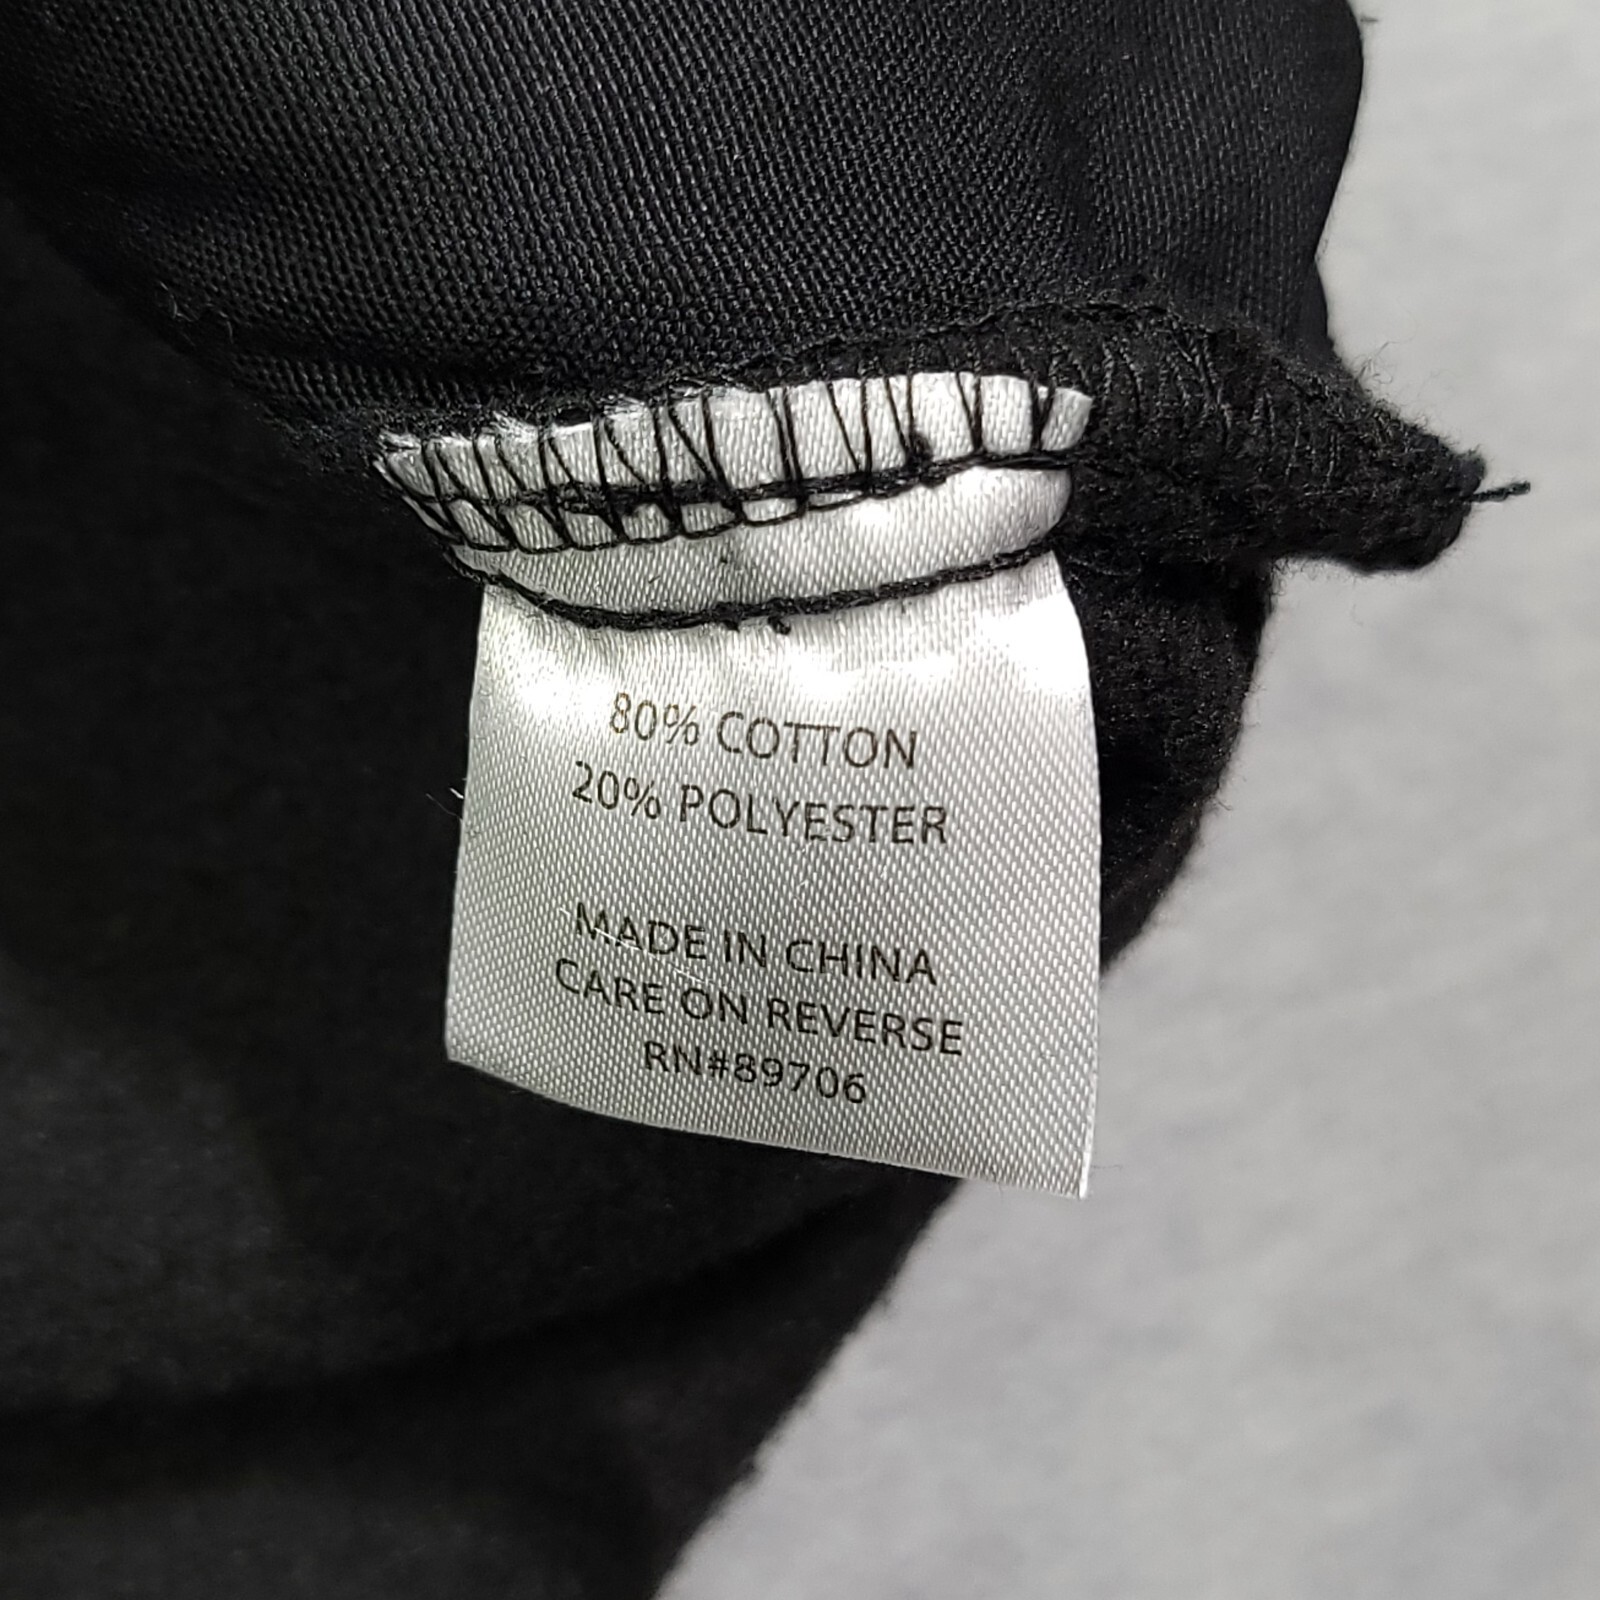 80% COTTON
20% POLYESTER
MADE IN CHINA
CARE ON REVERSE
RN#89706